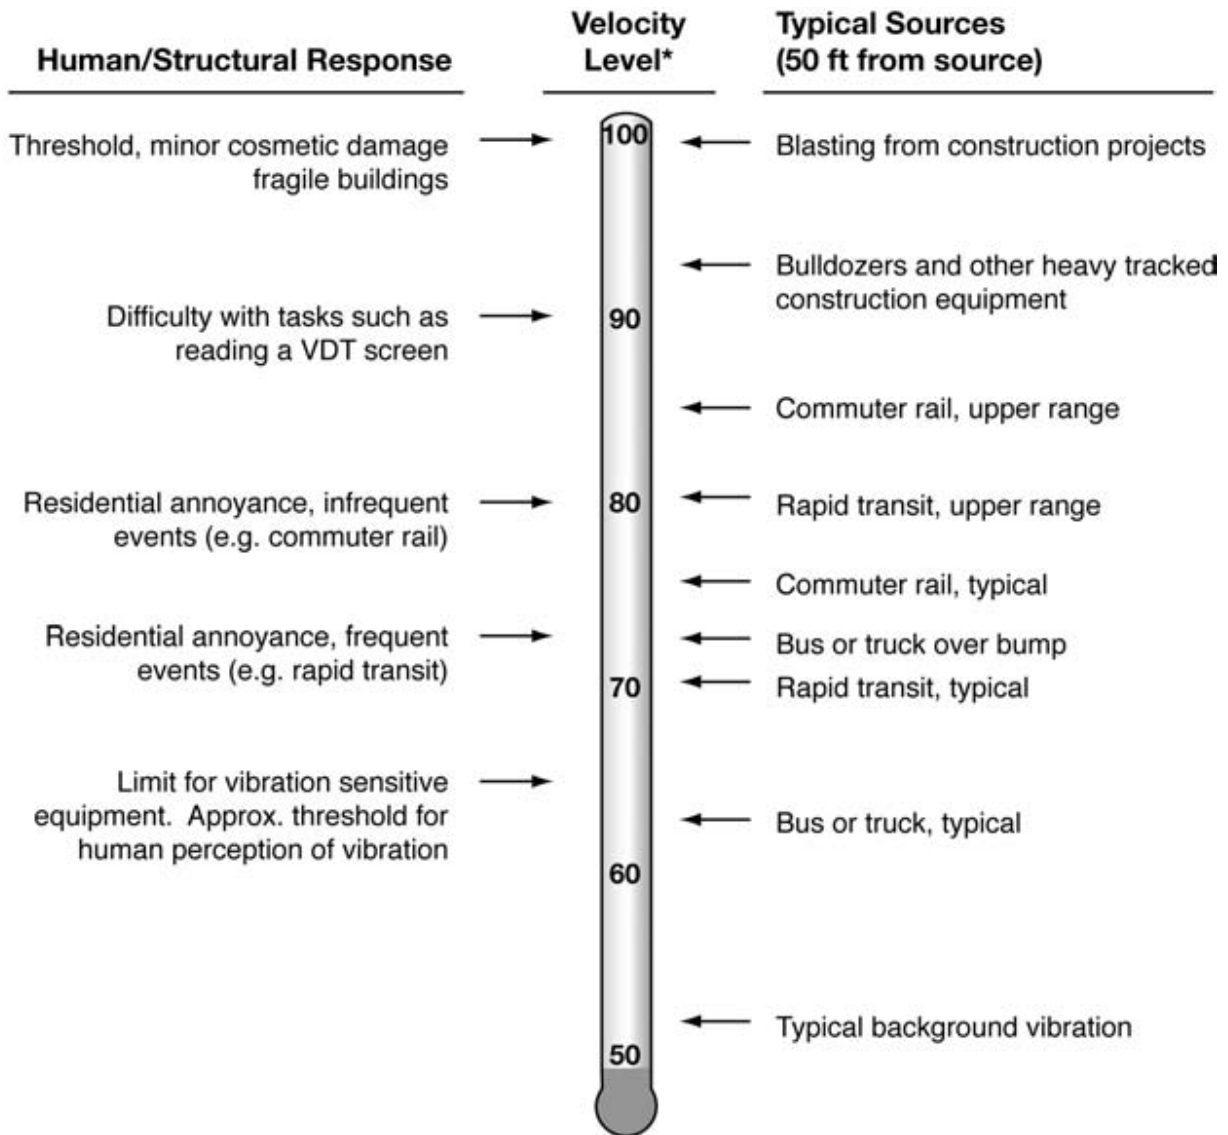 Human/Structural Response
Velocity
Level*
Typical Sources
(50 ft from source)
Threshold, minor cosmetic damage
fragile buildings
100
Blasting from construction projects
Bulldozers and other heavy tracked
construction equipment
Difficulty with tasks such as
reading a VDT screen
90
Commuter rail, upper range
Residential annoyance, infrequent
events (e.g. commuter rail)
80
Rapid transit, upper range
Commuter rail, typical
Residential annoyance, frequent
events (e.g. rapid transit)
Bus or truck over bump
70
Rapid transit, typical
Limit for vibration sensitive
equipment. Approx. threshold for
human perception of vibration
Bus or truck, typical
60
Typical background vibration
50